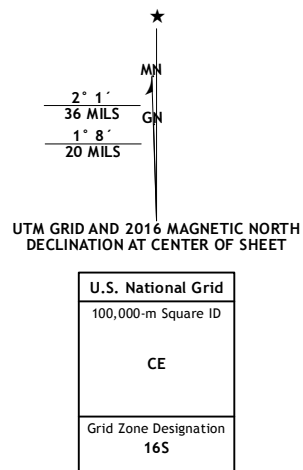 ★
MN
2° 1´
36 MILS
GN
1° 8´
20 MILS
UTM GRID AND 2016 MAGNETIC NORTH
DECLINATION AT CENTER OF SHEET
U.S. National Grid
100,000-m Square ID
CE
Grid Zone Designation
16S